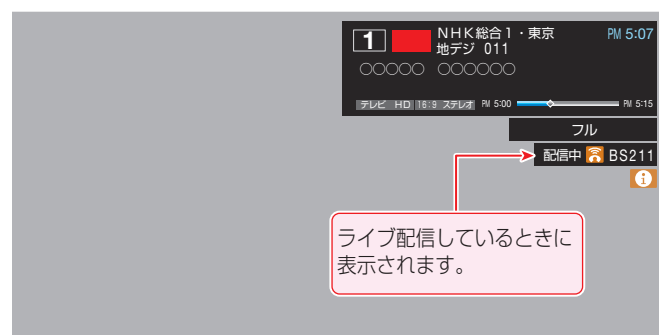 1 NHK総合1・東京 PM 5:07
地デジ 011
○○○○○ ○○○○○○
テレビ HD 16:9 ステレオ PM 5:00 PM 5:15
フル
配信中 BS211
i
ライブ配信しているときに
表示されます。